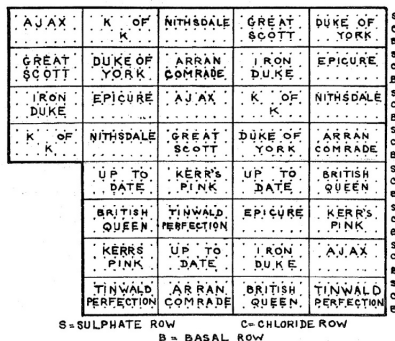 AJAX K OF K NITHSDALE GREAT SCOTT DUKE OF YORK
GREAT SCOTT DUKE OF YORK ARRAN COMRADE IRON DUKE EPICURE
IRON DUKE EPICURE AJAX K OF K NITHSDALE
K OF K NITHSDALE GREAT SCOTT DUKE OF YORK ARRAN COMRADE
UP TO DATE KERR'S PINK UP TO DATE BRITISH QUEEN
BRITISH QUEEN TINWALD PERFECTION EPICURE KERR'S PINK
KERRS PINK UP TO DATE IRON DUKE AJAX
TINWALD PERFECTION ARRAN COMRADE BRITISH QUEEN TINWALD PERFECTION
S=SULPHATE ROW C=CHLORIDE ROW
B = BASAL ROW